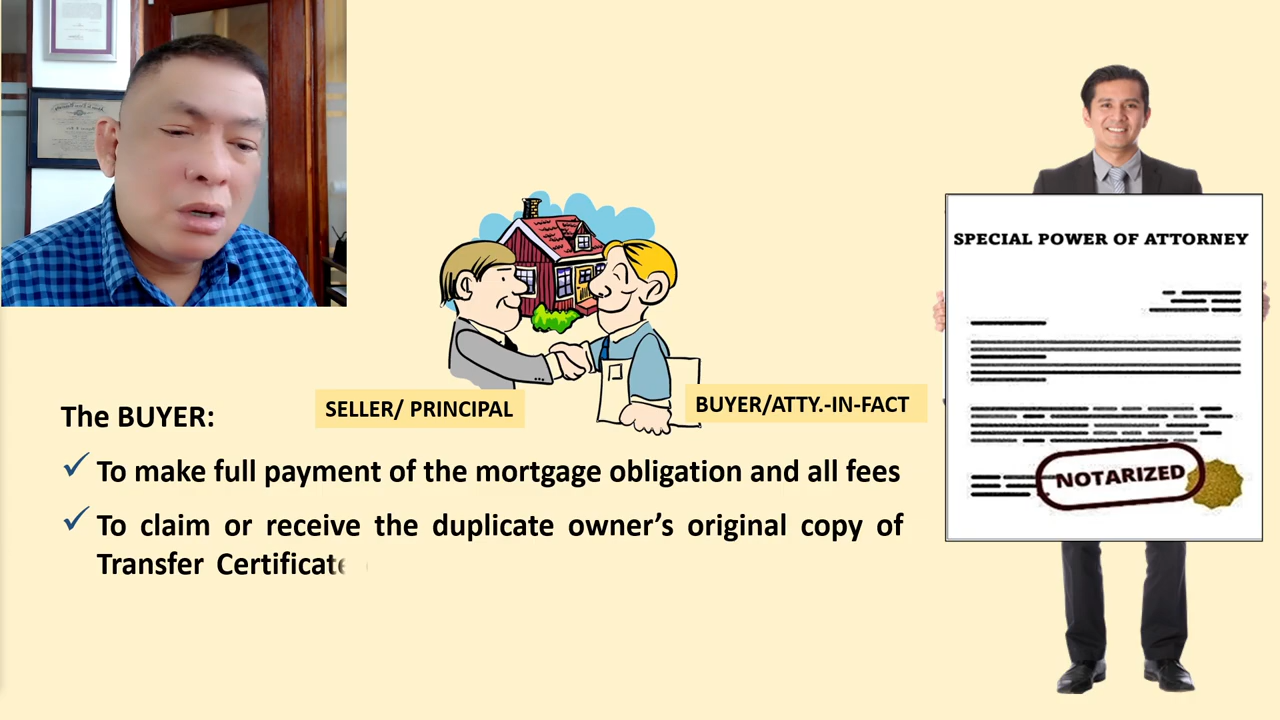 SPECIAL POWER OF ATTORNEY
SELLER/ PRINCIPAL
BUYER/ATTY.-IN-FACT
The BUYER:
✓ To make full payment of the mortgage obligation and all fees
✓ To claim or receive the duplicate owner’s original copy of
Transfer Certificate
NOTARIZED